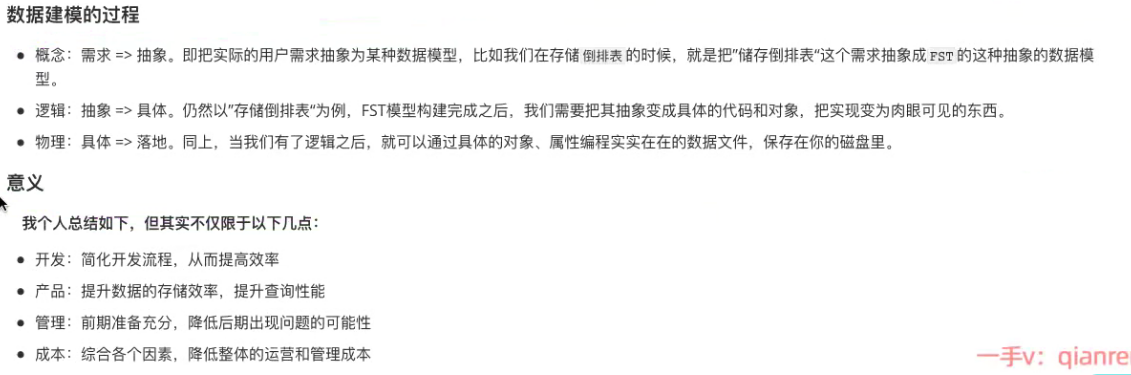 数据建模的过程
概念：需求 => 抽象。即把实际的用户需求抽象为某种数据模型，比如我们在存储 倒排表 的时候，就是把”储存倒排表“这个需求抽象成 FST 的这种抽象的数据模
型。
逻辑：抽象 => 具体。仍然以”存储倒排表“为例，FST模型构建完成之后，我们需要把其抽象变成具体的代码和对象，把实现变为肉眼可见的东西。
物理：具体 => 落地。同上，当我们有了逻辑之后，就可以通过具体的对象、属性编程实实在在的数据文件，保存在你的磁盘里。
意义
我个人总结如下，但其实不仅限于以下几点：
开发：简化开发流程，从而提高效率
产品：提升数据的存储效率，提升查询性能
管理：前期准备充分，降低后期出现问题的可能性
成本：综合各个因素，降低整体的运营和管理成本
一手v：qianre